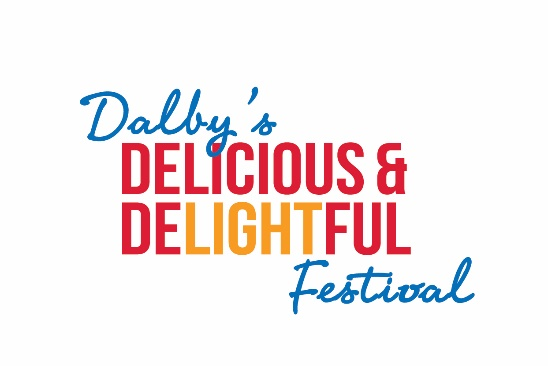 Dalby's
DELICIOUS &
DELIGHTFUL
Festival